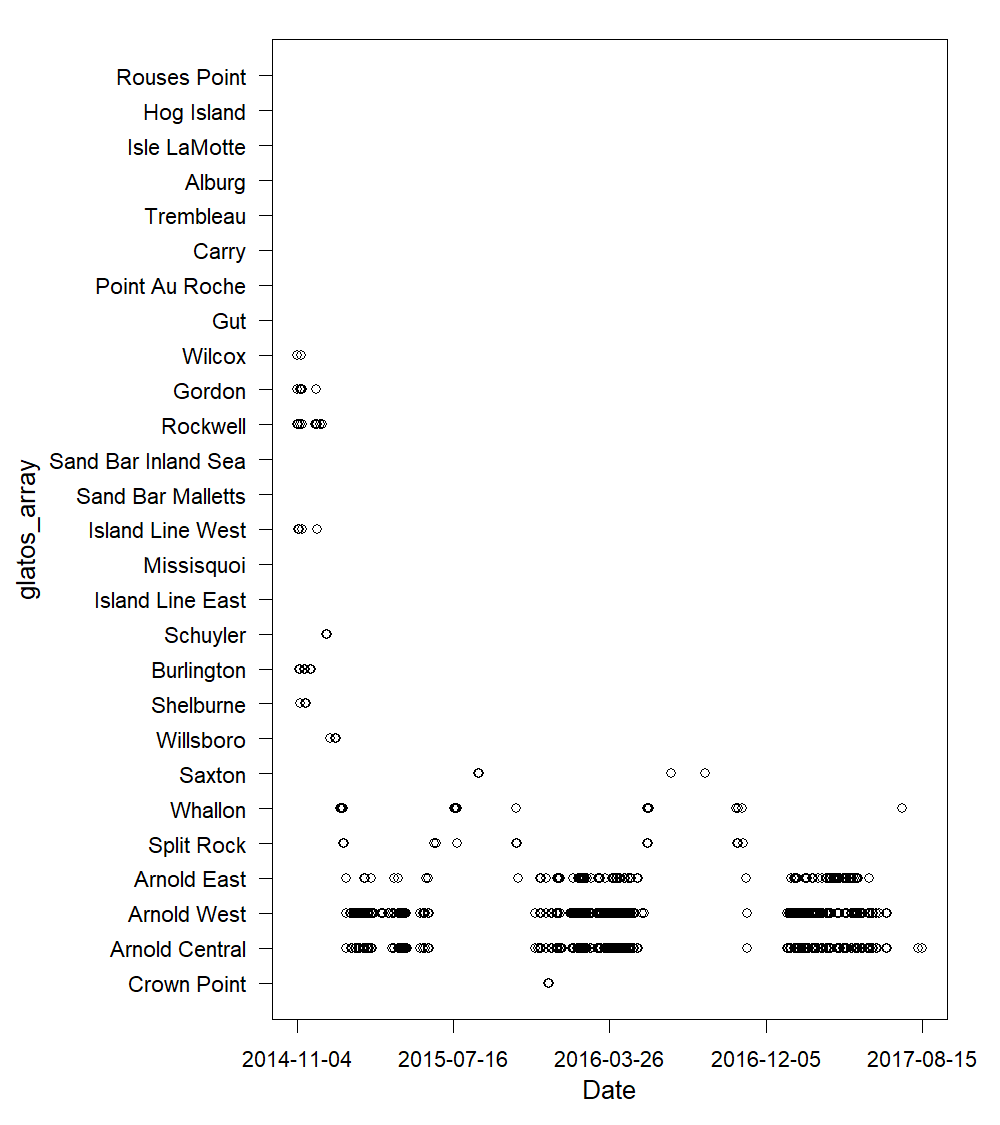 Rouses Point
Hog Island
Isle LaMotte
Alburg
Trembleau
Carry
Point Au Roche
Gut
Wilcox
Gordon
Rockwell
Sand Bar Inland Sea
Sand Bar Malletts
Island Line West
Missisquoi
Island Line East
Schuyler
Burlington
Shelburne
Willsboro
Saxton
Whallon
Split Rock
Arnold East
Arnold West
Arnold Central
Crown Point
glatos_array
2014-11-04 2015-07-16 2016-03-26 2016-12-05 2017-08-15
Date